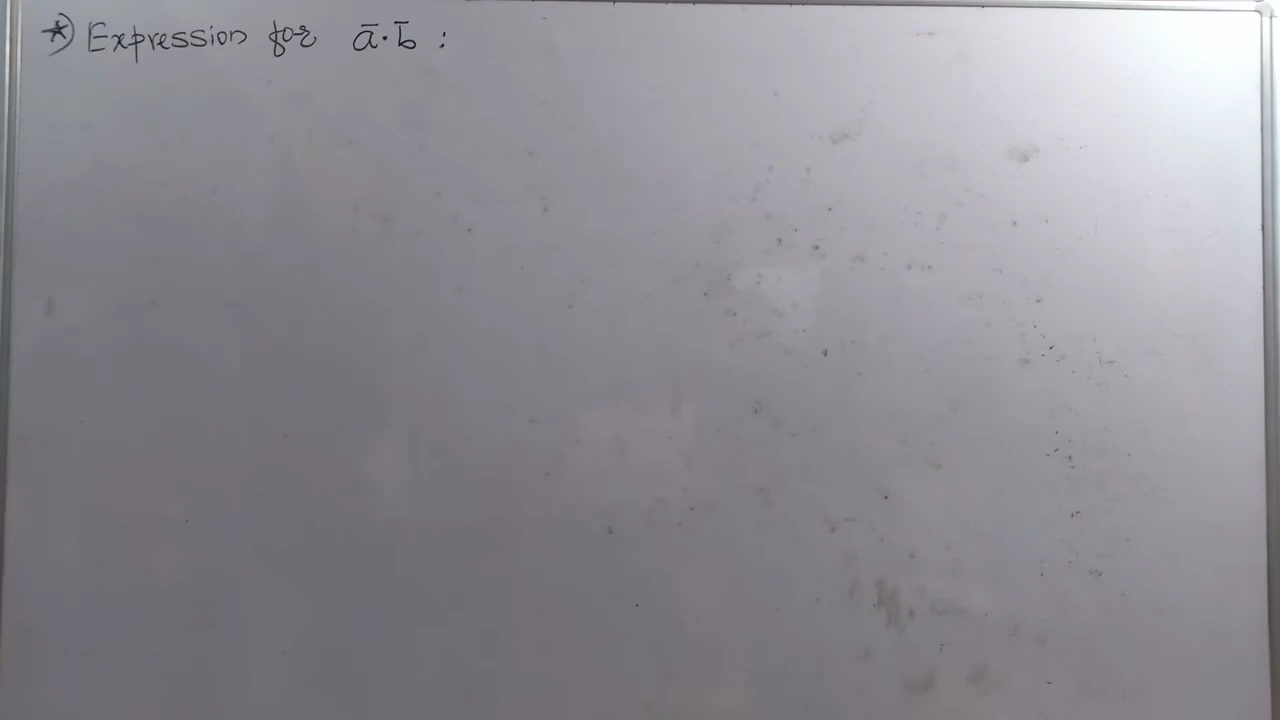 *) Expression for ā·b̄ :